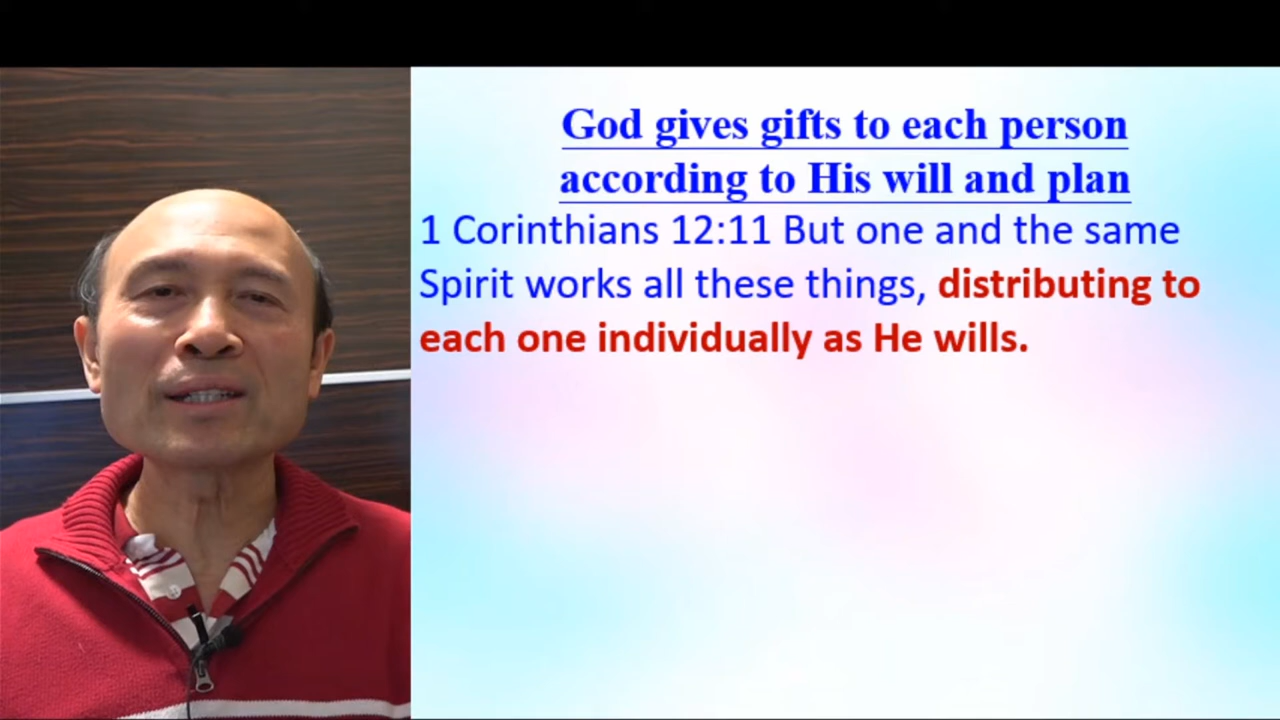 God gives gifts to each person
according to His will and plan
1 Corinthians 12:11 But one and the same
Spirit works all these things, distributing to
each one individually as He wills.